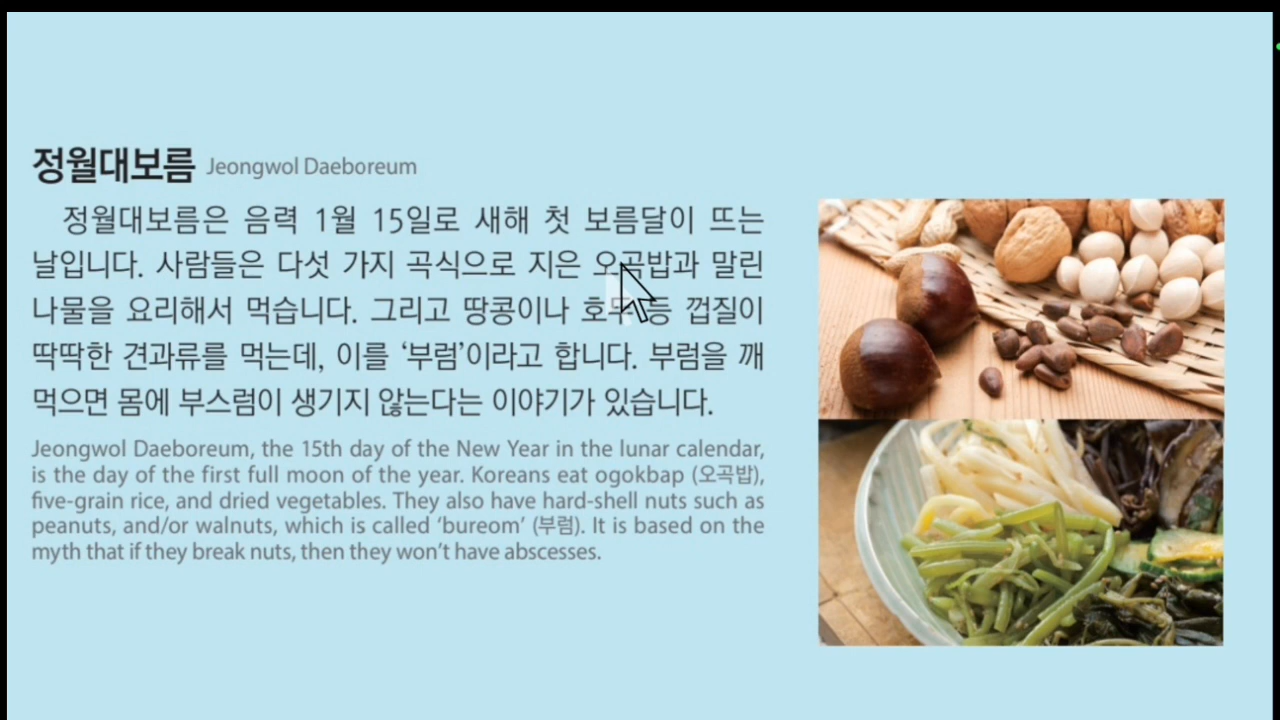 정월대보름 Jeongwol Daeboreum
정월대보름은 음력 1월 15일로 새해 첫 보름달이 뜨는
날입니다. 사람들은 다섯 가지 곡식으로 지은 오곡밥과 말린
나물을 요리해서 먹습니다. 그리고 땅콩이나 호두 등 껍질이
딱딱한 견과류를 먹는데, 이를 ‘부럼’이라고 합니다. 부럼을 깨
먹으면 몸에 부스럼이 생기지 않는다는 이야기가 있습니다.
Jeongwol Daeboreum, the 15th day of the New Year in the lunar calendar,
is the day of the first full moon of the year. Koreans eat ogokbap (오곡밥),
five-grain rice, and dried vegetables. They also have hard-shell nuts such as
peanuts, and/or walnuts, which is called ‘bureom’ (부럼). It is based on the
myth that if they break nuts, then they won’t have abscesses.